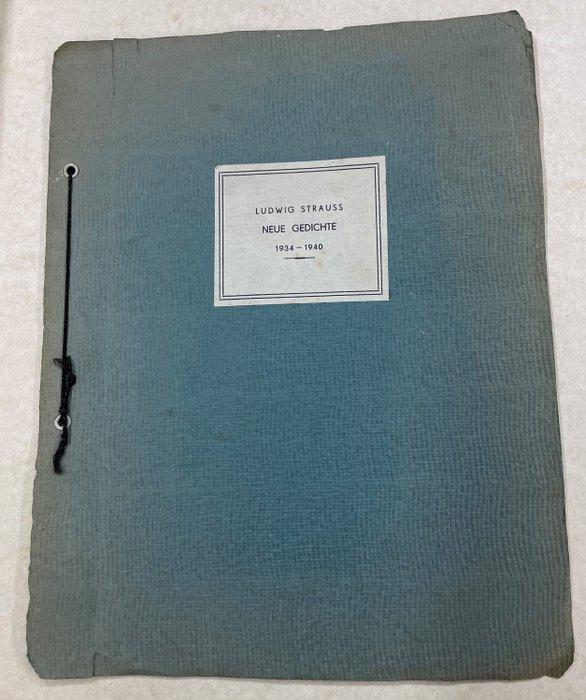 LUDWIG STRAUSS
NEUE GEDICHTE
1934 – 1940